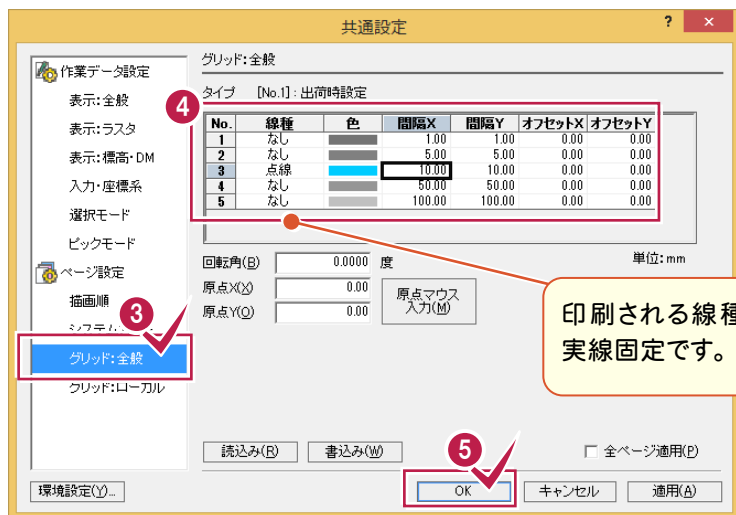 共通設定
?
×
作業データ設定
表示:全般
表示:ラスタ
表示:標高・DM
入力・座標系
選択モード
ピックモード
ページ設定
描画順
3
グリッド:全般
グリッド:ローカル
グリッド:全般
タイプ [No.1]:出荷時設定
4
No. 線種 色 間隔X 間隔Y オフセットX オフセットY
1 なし 1.00 1.00 0.00 0.00
2 なし 5.00 5.00 0.00 0.00
3 点線 10.00 10.00 0.00 0.00
4 なし 50.00 50.00 0.00 0.00
5 なし 100.00 100.00 0.00 0.00
回転角(B) 0.0000 度
単位:mm
原点X(X) 0.00
原点Y(O) 0.00
原点マウス
入力(M)
印刷される線種
実線固定です。
読込み(R) 書込み(W)
5
全ページ適用(P)
環境設定(Y)...
OK キャンセル 適用(A)